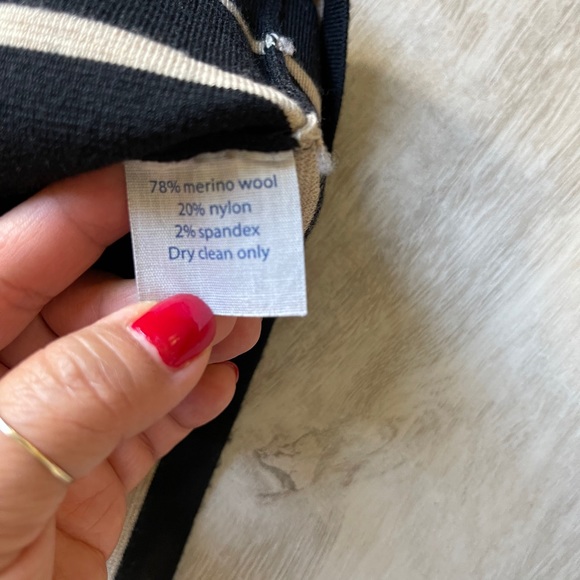 78% merino wool
20% nylon
2% spandex
Dry clean only